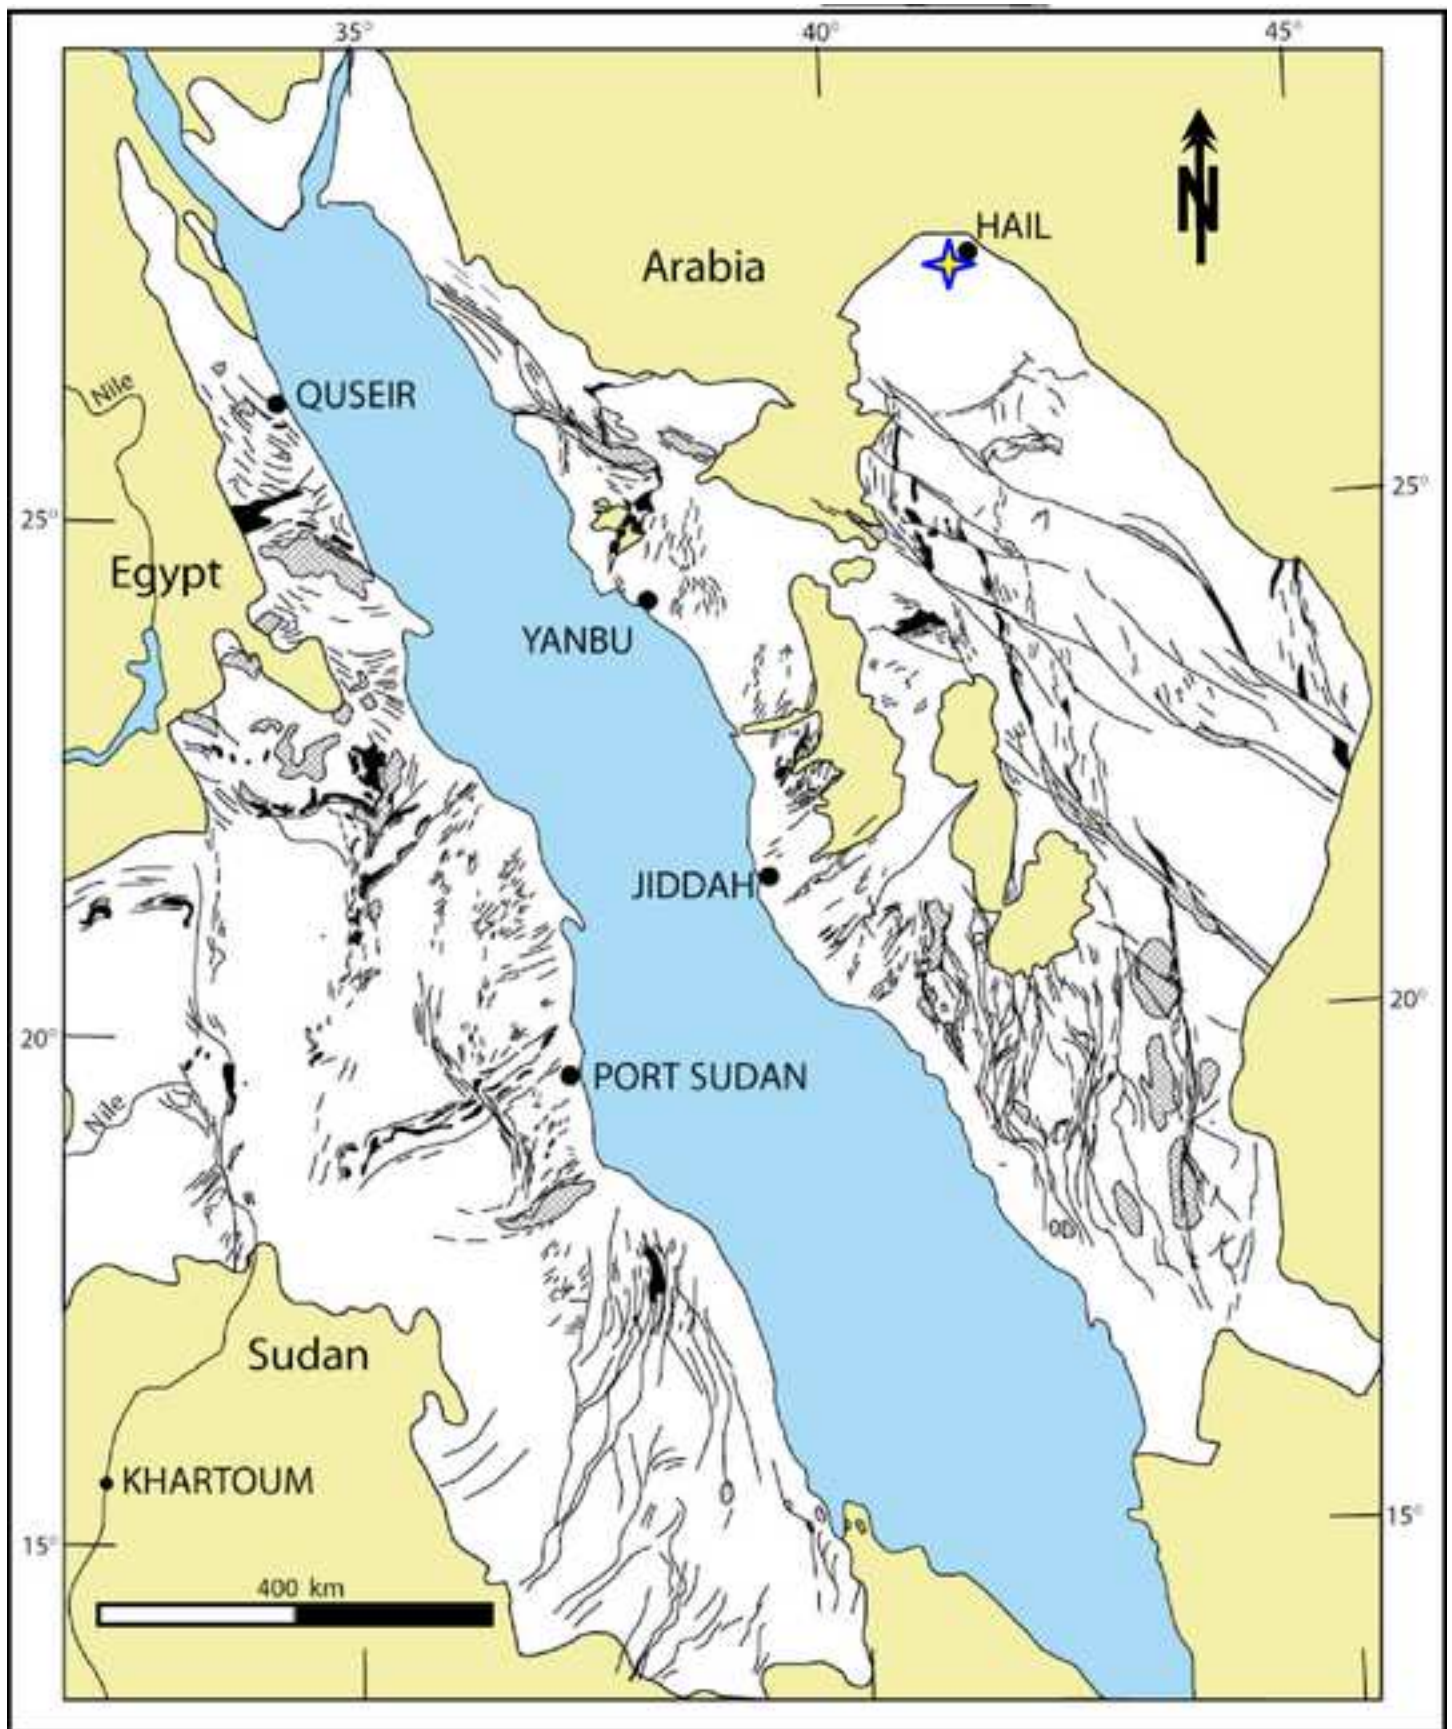 35°
40°
45°
N
HAIL
Arabia
Nile
QUSEIR
25°
25°
Egypt
YANBU
JIDDAH
20°
20°
PORT SUDAN
Nile
Sudan
KHARTOUM
15°
15°
400 km